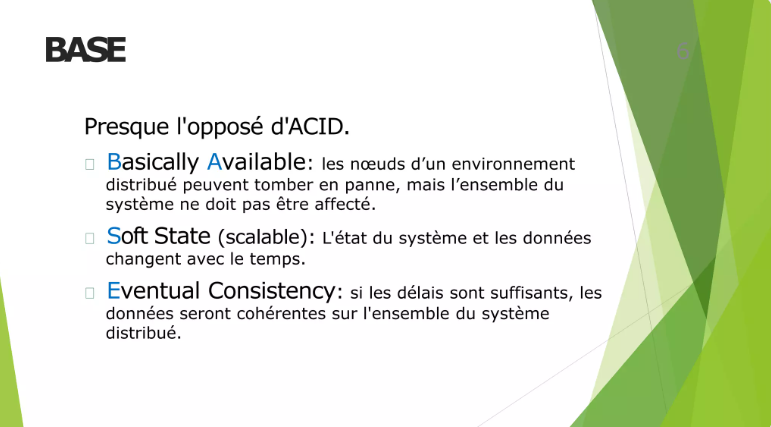 BASE
Presque l'opposé d'ACID.
Basically Available: les nœuds d’un environnement
distribué peuvent tomber en panne, mais l’ensemble du
système ne doit pas être affecté.
Soft State (scalable): L'état du système et les données
changent avec le temps.
Eventual Consistency: si les délais sont suffisants, les
données seront cohérentes sur l'ensemble du système
distribué.